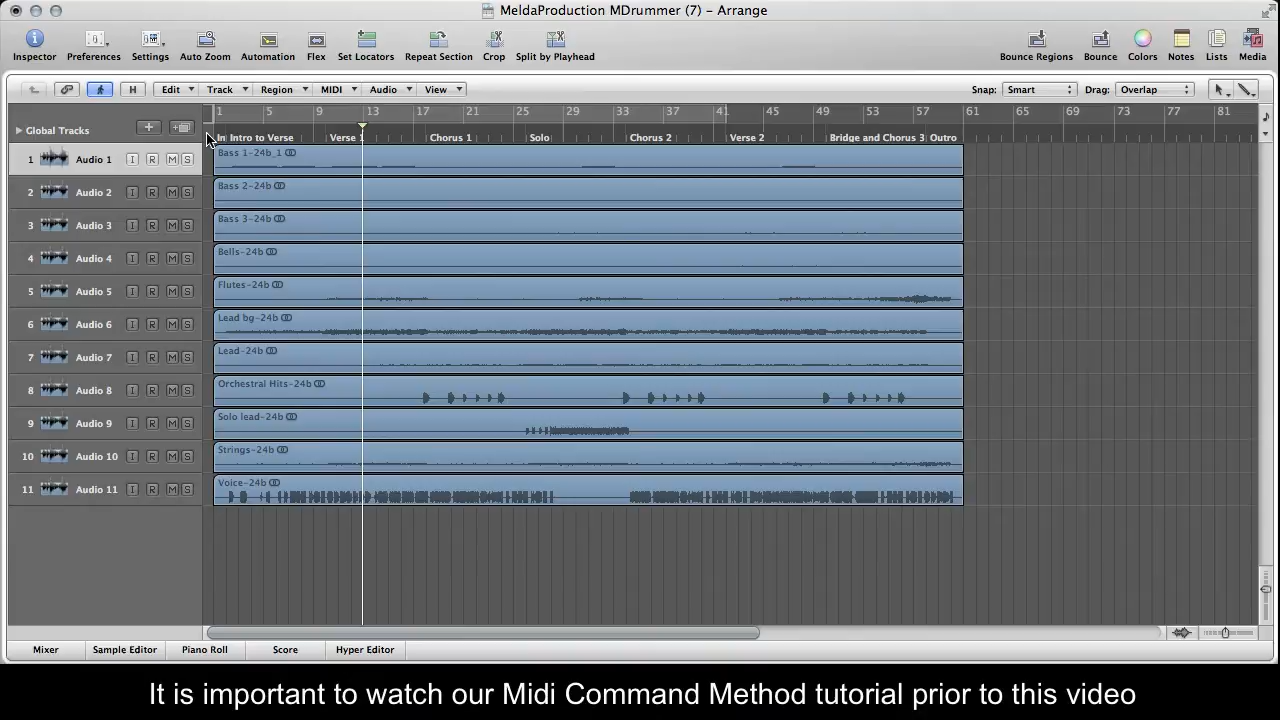 MeldaProduction MDrummer (7) – Arrange
Inspector Preferences Settings Auto Zoom Automation Flex Set Locators Repeat Section Crop Split by Playhead Bounce Regions Bounce Colors Notes Lists Media
H Edit Track Region MIDI Audio View Snap: Smart Drag: Overlap
1 5 9 13 17 21 25 29 33 37 41 45 49 53 57 61 65 69 73 77 81
Global Tracks
In Intro to Verse Verse 1 Chorus 1 Solo Chorus 2 Verse 2 Bridge and Chorus 3 Outro
1 Audio 1 I R M S Bass 1-24b_1
2 Audio 2 I R M S Bass 2-24b
3 Audio 3 I R M S Bass 3-24b
4 Audio 4 I R M S Bells-24b
5 Audio 5 I R M S Flutes-24b
6 Audio 6 I R M S Lead bg-24b
7 Audio 7 I R M S Lead-24b
8 Audio 8 I R M S Orchestral Hits-24b
9 Audio 9 I R M S Solo lead-24b
10 Audio 10 I R M S Strings-24b
11 Audio 11 I R M S Voice-24b
Mixer Sample Editor Piano Roll Score Hyper Editor
It is important to watch our Midi Command Method tutorial prior to this video